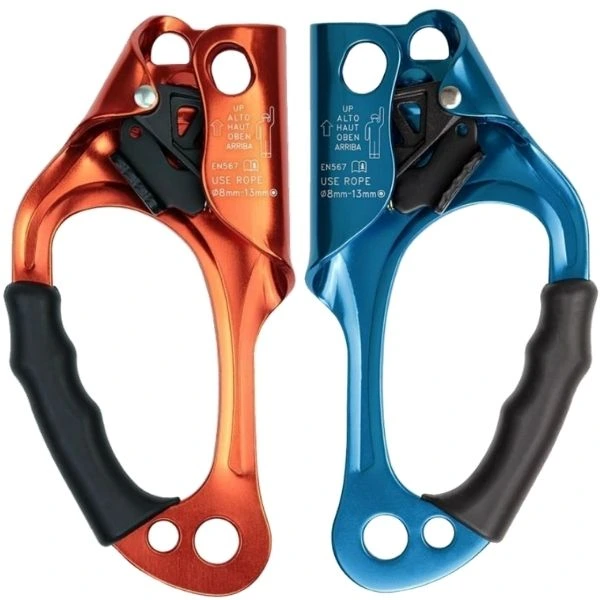 UP
ALTO
HAUT
OBEN
ARRIBA
EN567
USE ROPE
Ø8mm-13mm
UP
ALTO
HAUT
OBEN
ARRIBA
EN567
USE ROPE
Ø8mm-13mm